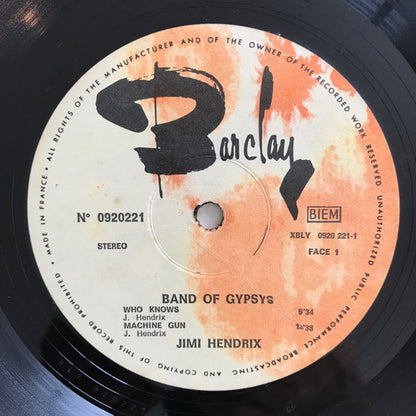 ALL RIGHTS OF THE MANUFACTURER AND OF THE OWNER OF THE RECORDED WORK RESERVED. UNAUTHORIZED PUBLIC PERFORMANCE BROADCASTING AND COPYING OF THIS RECORD PROHIBITED • MADE IN FRANCE •
Barclay
N° 0920221
BIEM
STEREO
XBLY 0920 221-1
FACE 1
BAND OF GYPSYS
WHO KNOWS 9'34
J. Hendrix
MACHINE GUN 12'38
J. Hendrix
JIMI HENDRIX